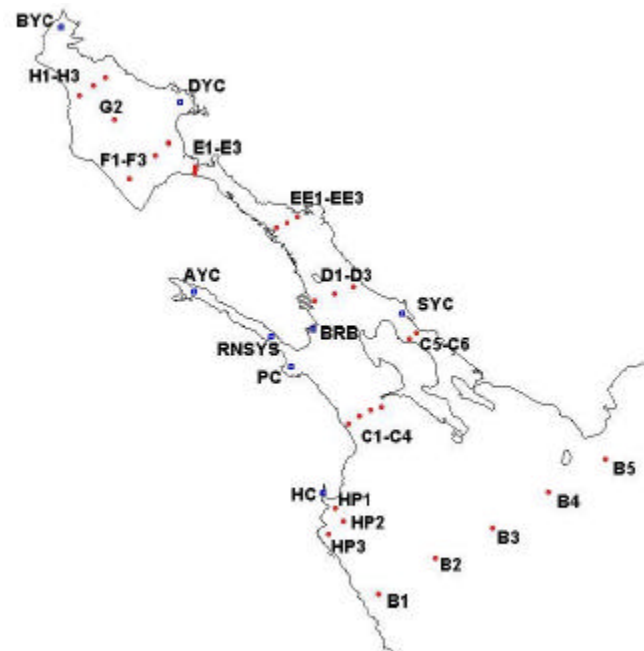 BYC
H1-H3
DYC
G2
E1-E3
F1-F3
EE1-EE3
AYC
D1-D3
SYC
BRB
RNSYS
C5-C6
PC
C1-C4
B5
HC
B4
HP1
HP2
B3
HP3
B2
B1